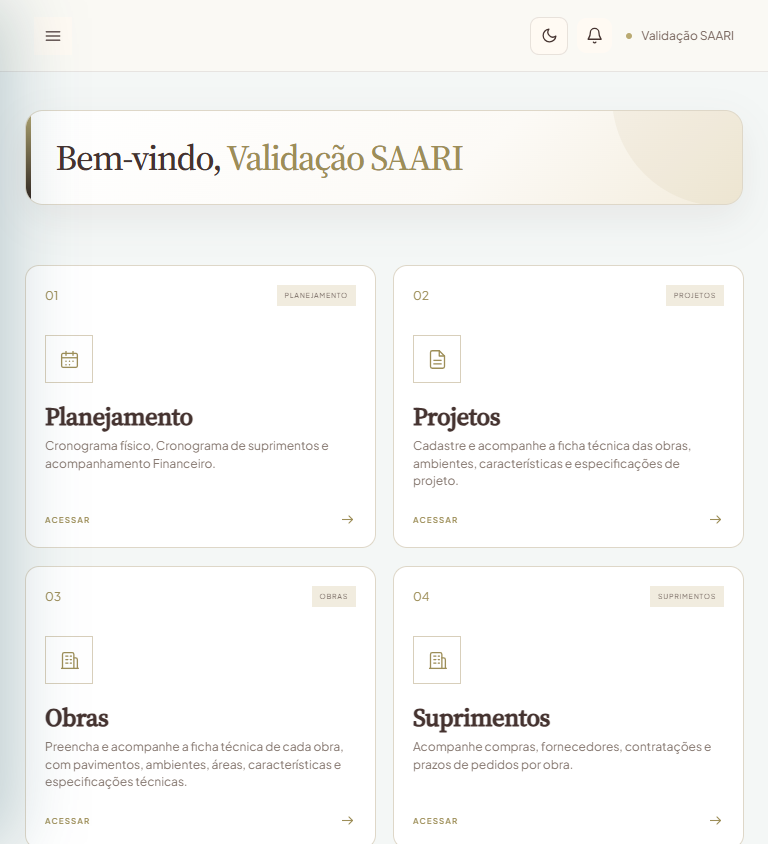 Validação SAARI
Bem-vindo, Validação SAARI
01
PLANEJAMENTO
Planejamento
Cronograma físico, Cronograma de suprimentos e
acompanhamento Financeiro.
ACESSAR
02
PROJETOS
Projetos
Cadastre e acompanhe a ficha técnica das obras,
ambientes, características e especificações de
projeto.
ACESSAR
03
OBRAS
Obras
Preencha e acompanhe a ficha técnica de cada obra,
com pavimentos, ambientes, áreas, características e
especificações técnicas.
ACESSAR
04
SUPRIMENTOS
Suprimentos
Acompanhe compras, fornecedores, contratações e
prazos de pedidos por obra.
ACESSAR